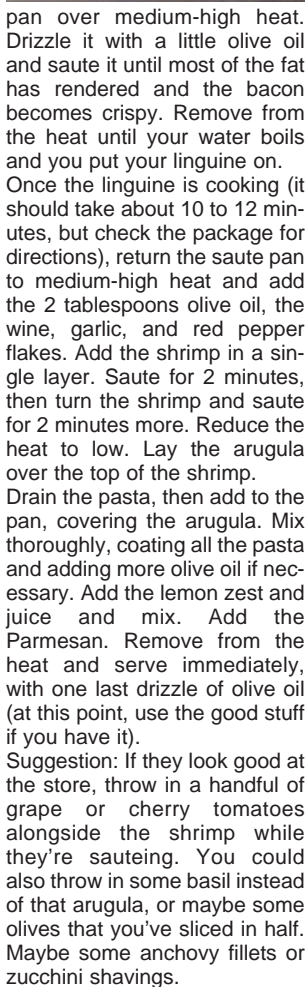 pan over medium-high heat.
Drizzle it with a little olive oil
and saute it until most of the fat
has rendered and the bacon
becomes crispy. Remove from
the heat until your water boils
and you put your linguine on.
Once the linguine is cooking (it
should take about 10 to 12 min-
utes, but check the package for
directions), return the saute pan
to medium-high heat and add
the 2 tablespoons olive oil, the
wine, garlic, and red pepper
flakes. Add the shrimp in a sin-
gle layer. Saute for 2 minutes,
then turn the shrimp and saute
for 2 minutes more. Reduce the
heat to low. Lay the arugula
over the top of the shrimp.
Drain the pasta, then add to the
pan, covering the arugula. Mix
thoroughly, coating all the pasta
and adding more olive oil if nec-
essary. Add the lemon zest and
juice and mix. Add the
Parmesan. Remove from the
heat and serve immediately,
with one last drizzle of olive oil
(at this point, use the good stuff
if you have it).
Suggestion: If they look good at
the store, throw in a handful of
grape or cherry tomatoes
alongside the shrimp while
they're sauteing. You could
also throw in some basil instead
of that arugula, or maybe some
olives that you've sliced in half.
Maybe some anchovy fillets or
zucchini shavings.